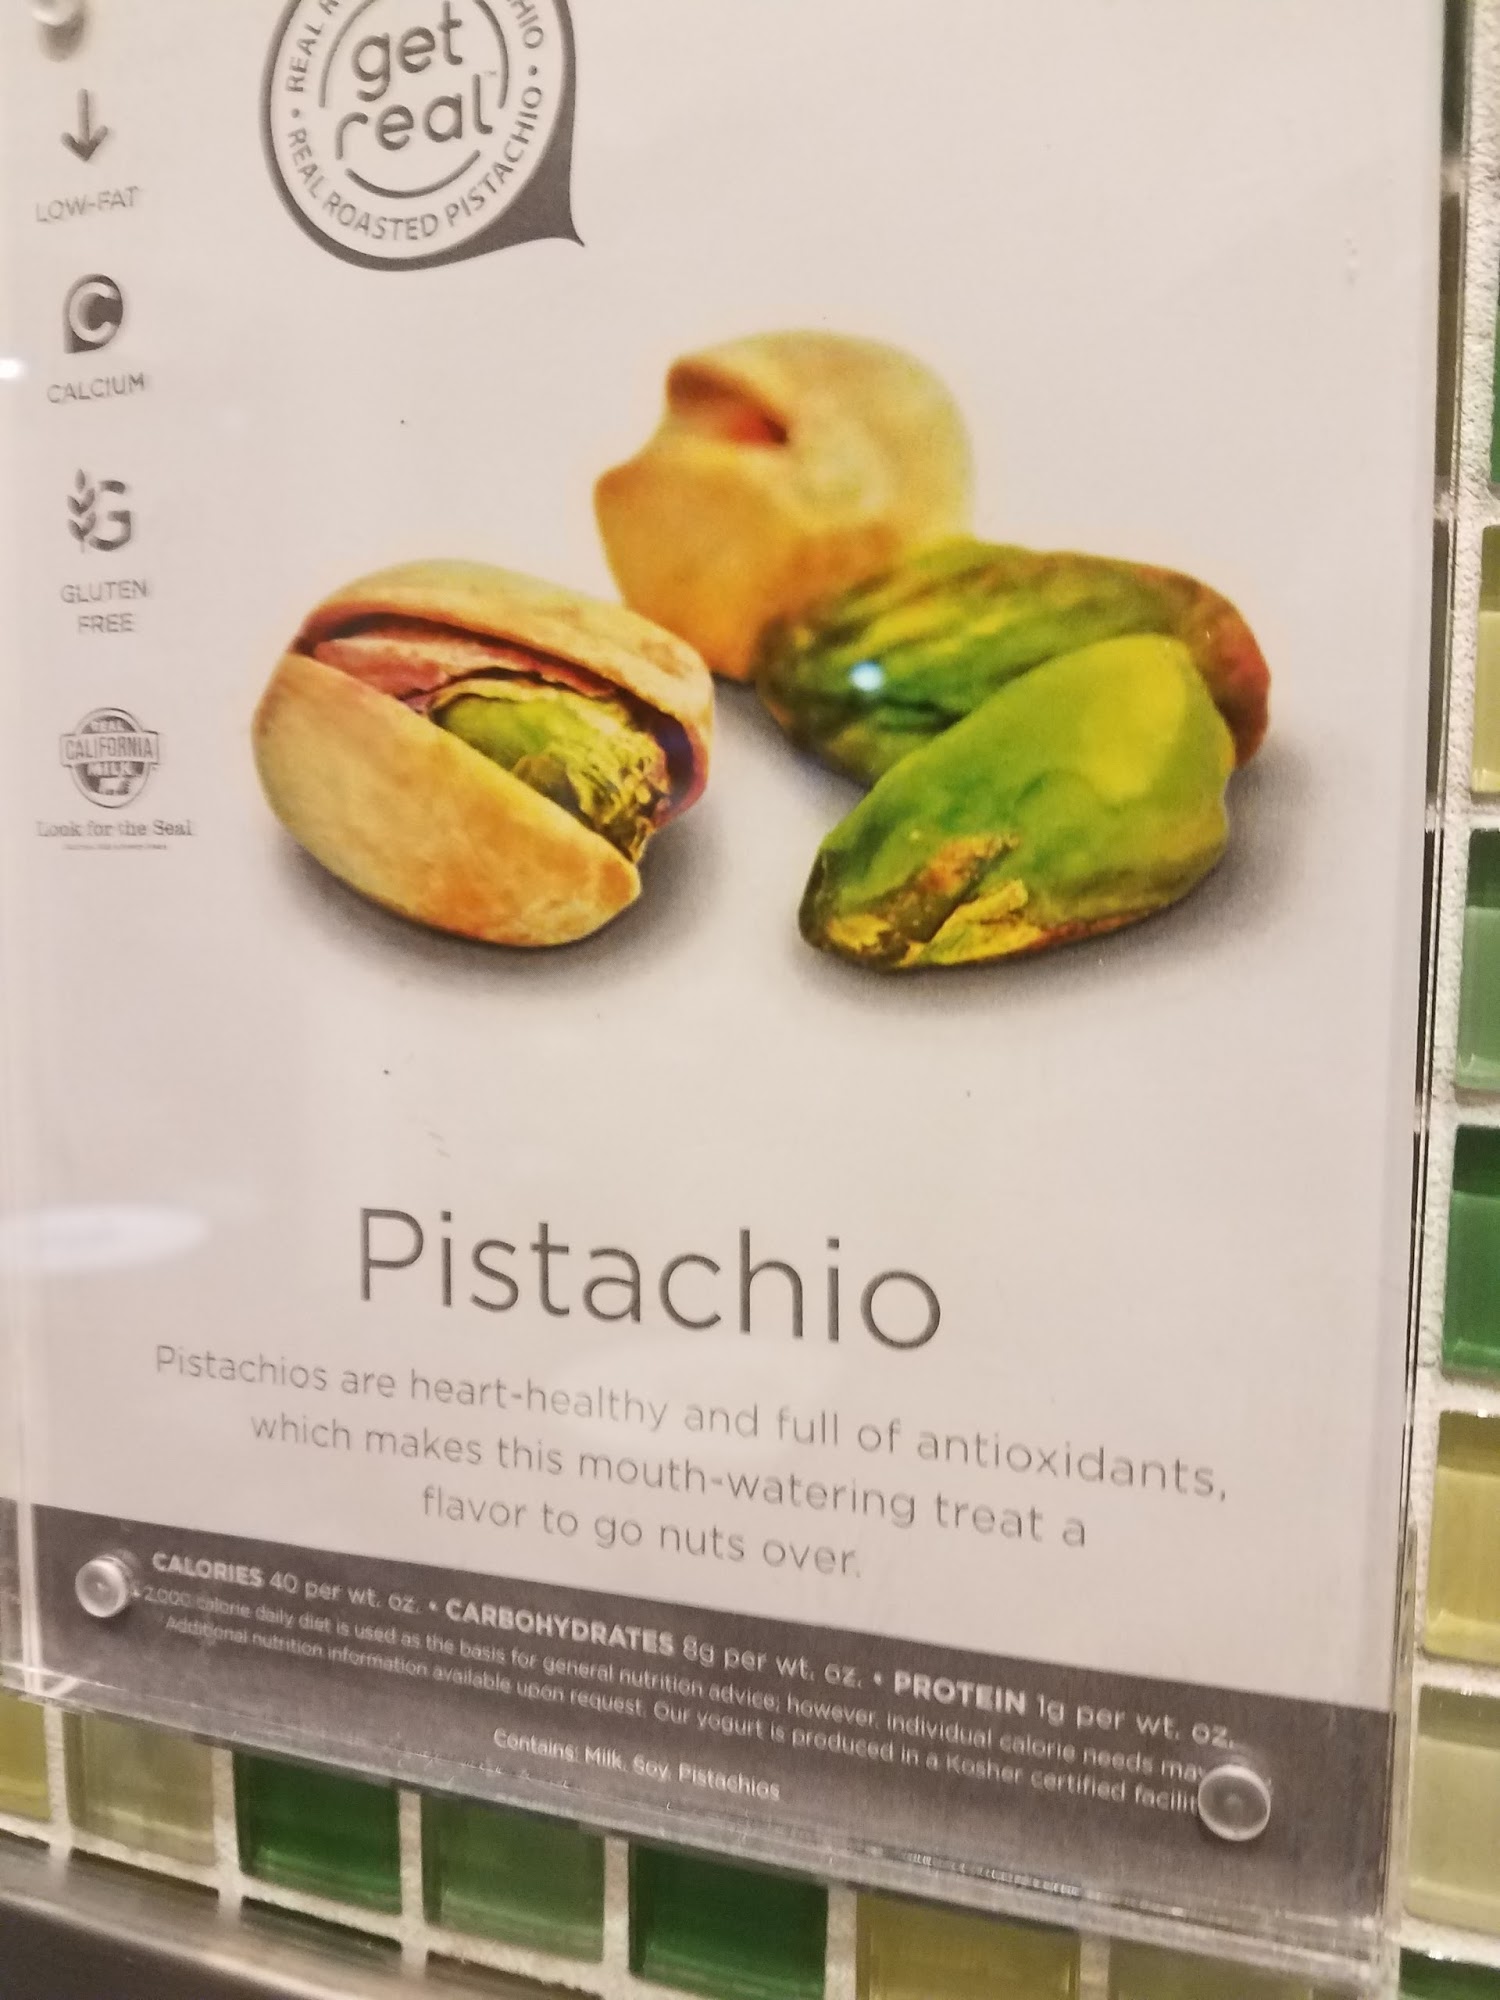 get
real™
REAL ROASTED PISTACHIO
LOW-FAT
C
CALCIUM
G
GLUTEN
FREE
REAL
CALIFORNIA
MILK
Look for the Seal
Pistachio
Pistachios are heart-healthy and full of antioxidants,
which makes this mouth-watering treat a
flavor to go nuts over.
CALORIES 40 per wt. oz. • CARBOHYDRATES 8g per wt. oz. • PROTEIN 1g per wt. oz.
2,000 calorie daily diet is used as the basis for general nutrition advice; however, individual calorie needs may
Additional nutrition information available upon request. Our yogurt is produced in a Kosher certified facilit
Contains: Milk, Soy, Pistachios